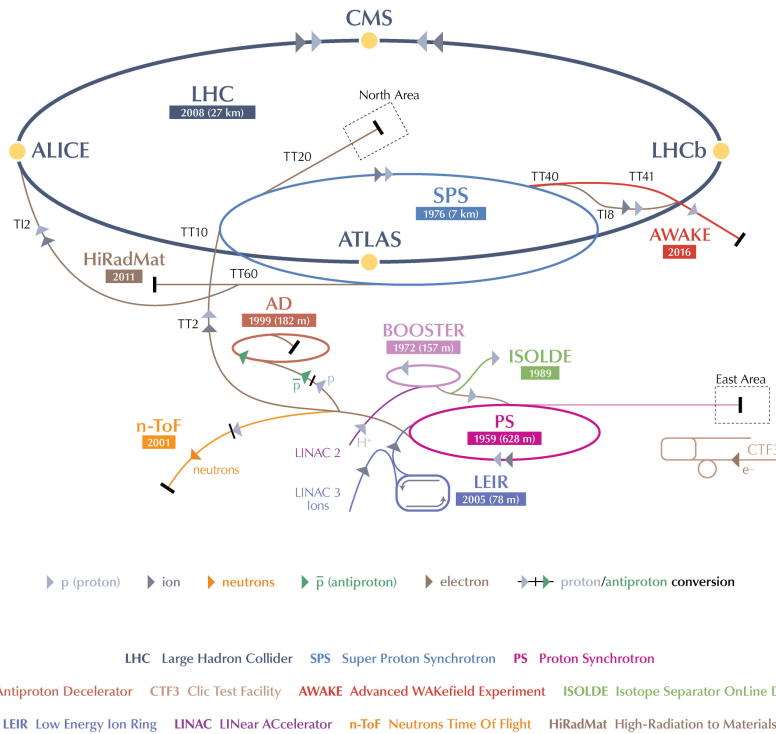 CMS
LHC
2008 (27 km)
North Area
ALICE
TT20
LHCb
TT40
TT41
SPS
1976 (7 km)
TI2
TT10
TI8
ATLAS
AWAKE
2016
HiRadMat
2011
TT60
AD
1999 (182 m)
TT2
BOOSTER
1972 (157 m)
ISOLDE
1989
p
p̅
East Area
n-ToF
2001
PS
1959 (628 m)
H⁻
LINAC 2
neutrons
CTF3
e⁻
LEIR
2005 (78 m)
LINAC 3
Ions
p (proton) ion neutrons p̅ (antiproton) electron proton/antiproton conversion
LHC Large Hadron Collider SPS Super Proton Synchrotron PS Proton Synchrotron
Antiproton Decelerator CTF3 Clic Test Facility AWAKE Advanced WAKefield Experiment ISOLDE Isotope Separator OnLine D
LEIR Low Energy Ion Ring LINAC LINear ACcelerator n-ToF Neutrons Time Of Flight HiRadMat High-Radiation to Materials